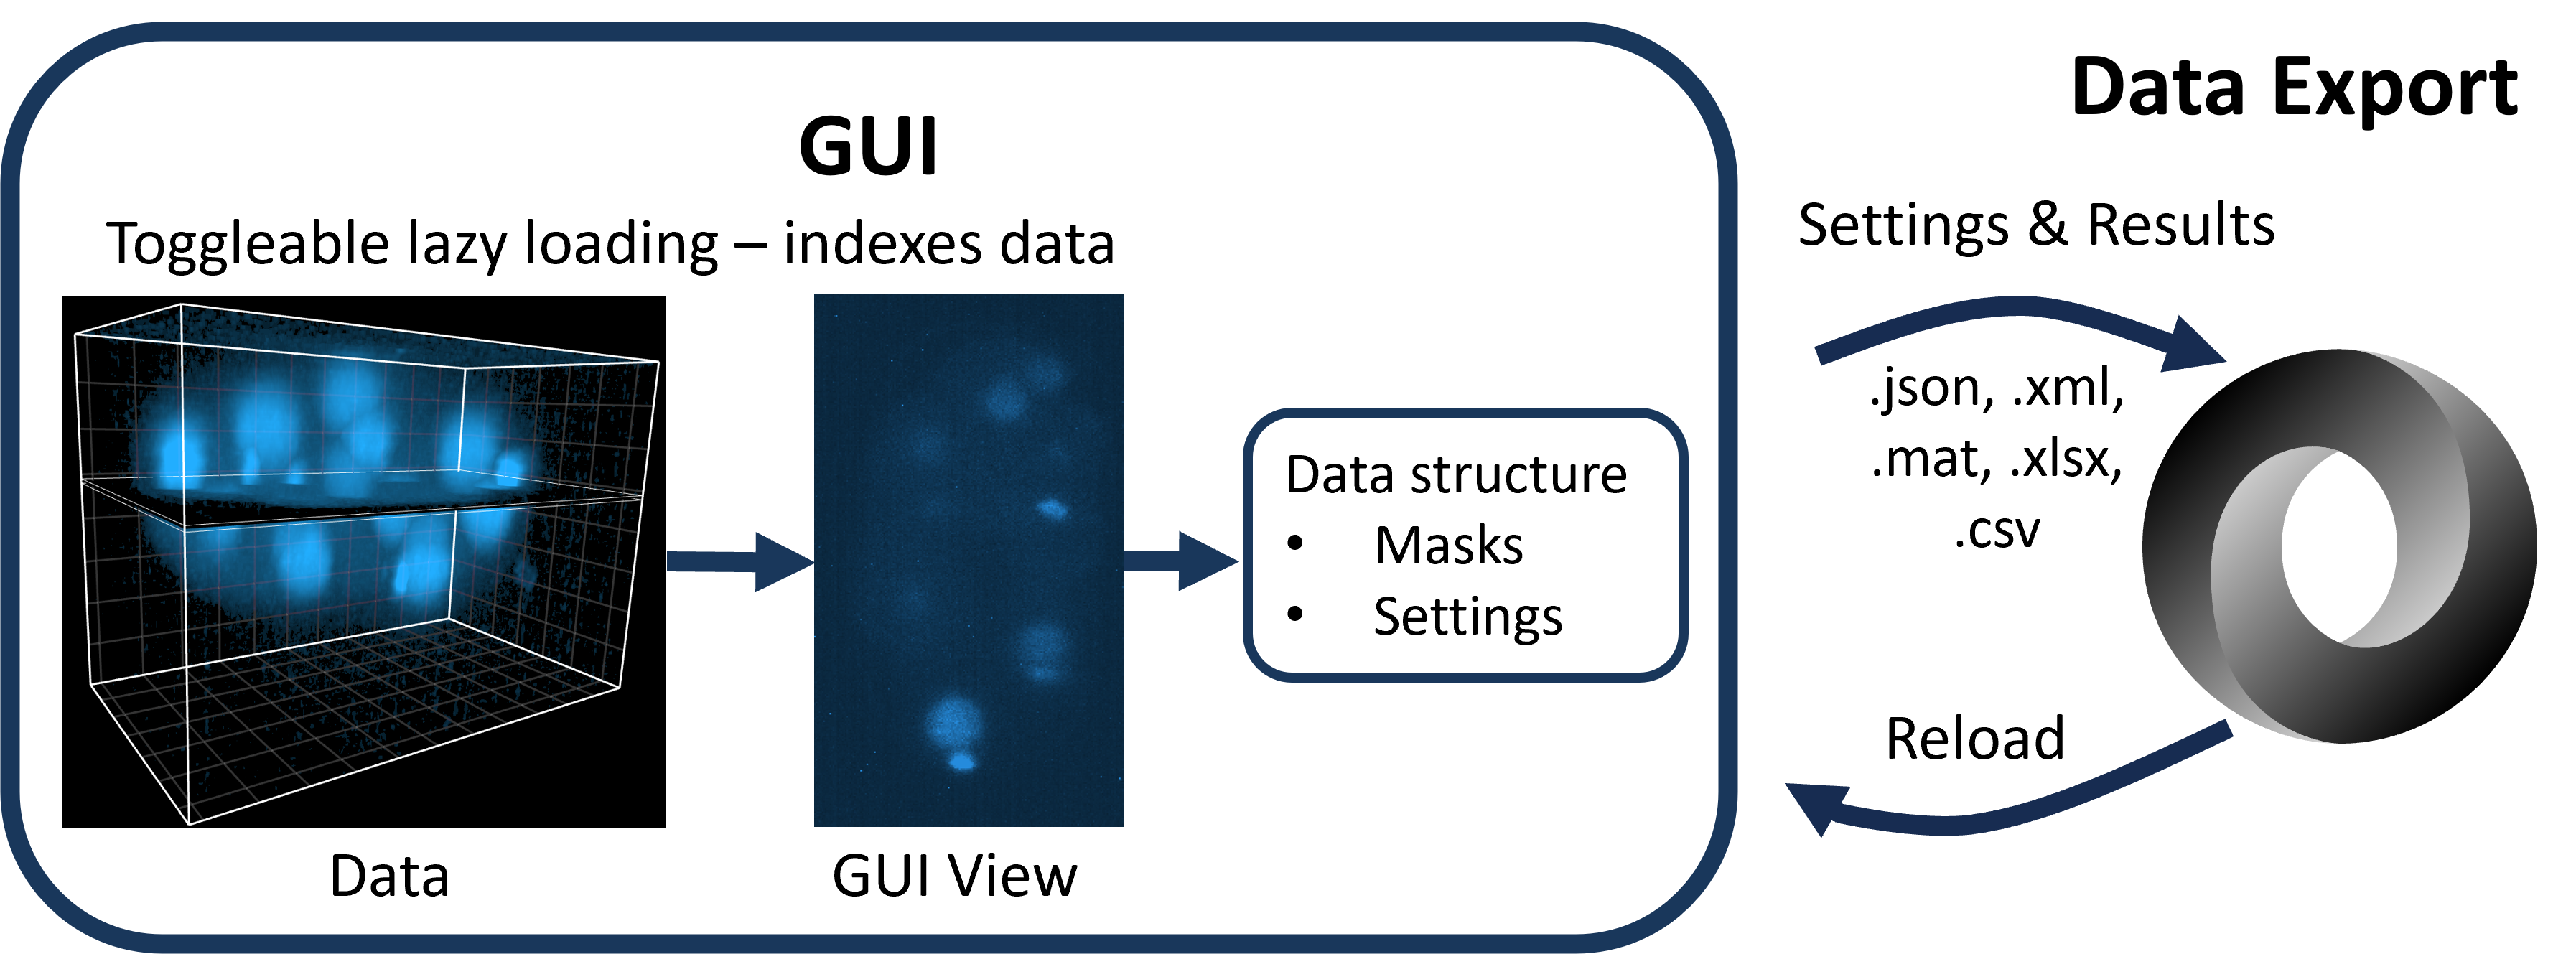 GUI
Toggleable lazy loading – indexes data
Data
GUI View
Data structure
• Masks
• Settings
Data Export
Settings & Results
.json, .xml,
.mat, .xlsx,
.csv
Reload